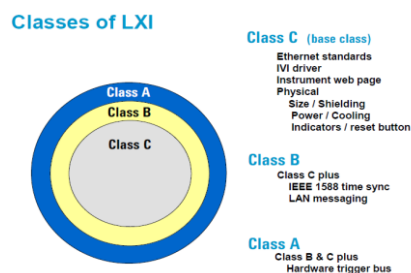 Classes of LXI
Class A
Class B
Class C
Class C (base class)
Ethernet standards
IVI driver
Instrument web page
Physical
Size / Shielding
Power / Cooling
Indicators / reset button
Class B
Class C plus
IEEE 1588 time sync
LAN messaging
Class A
Class B & C plus
Hardware trigger bus